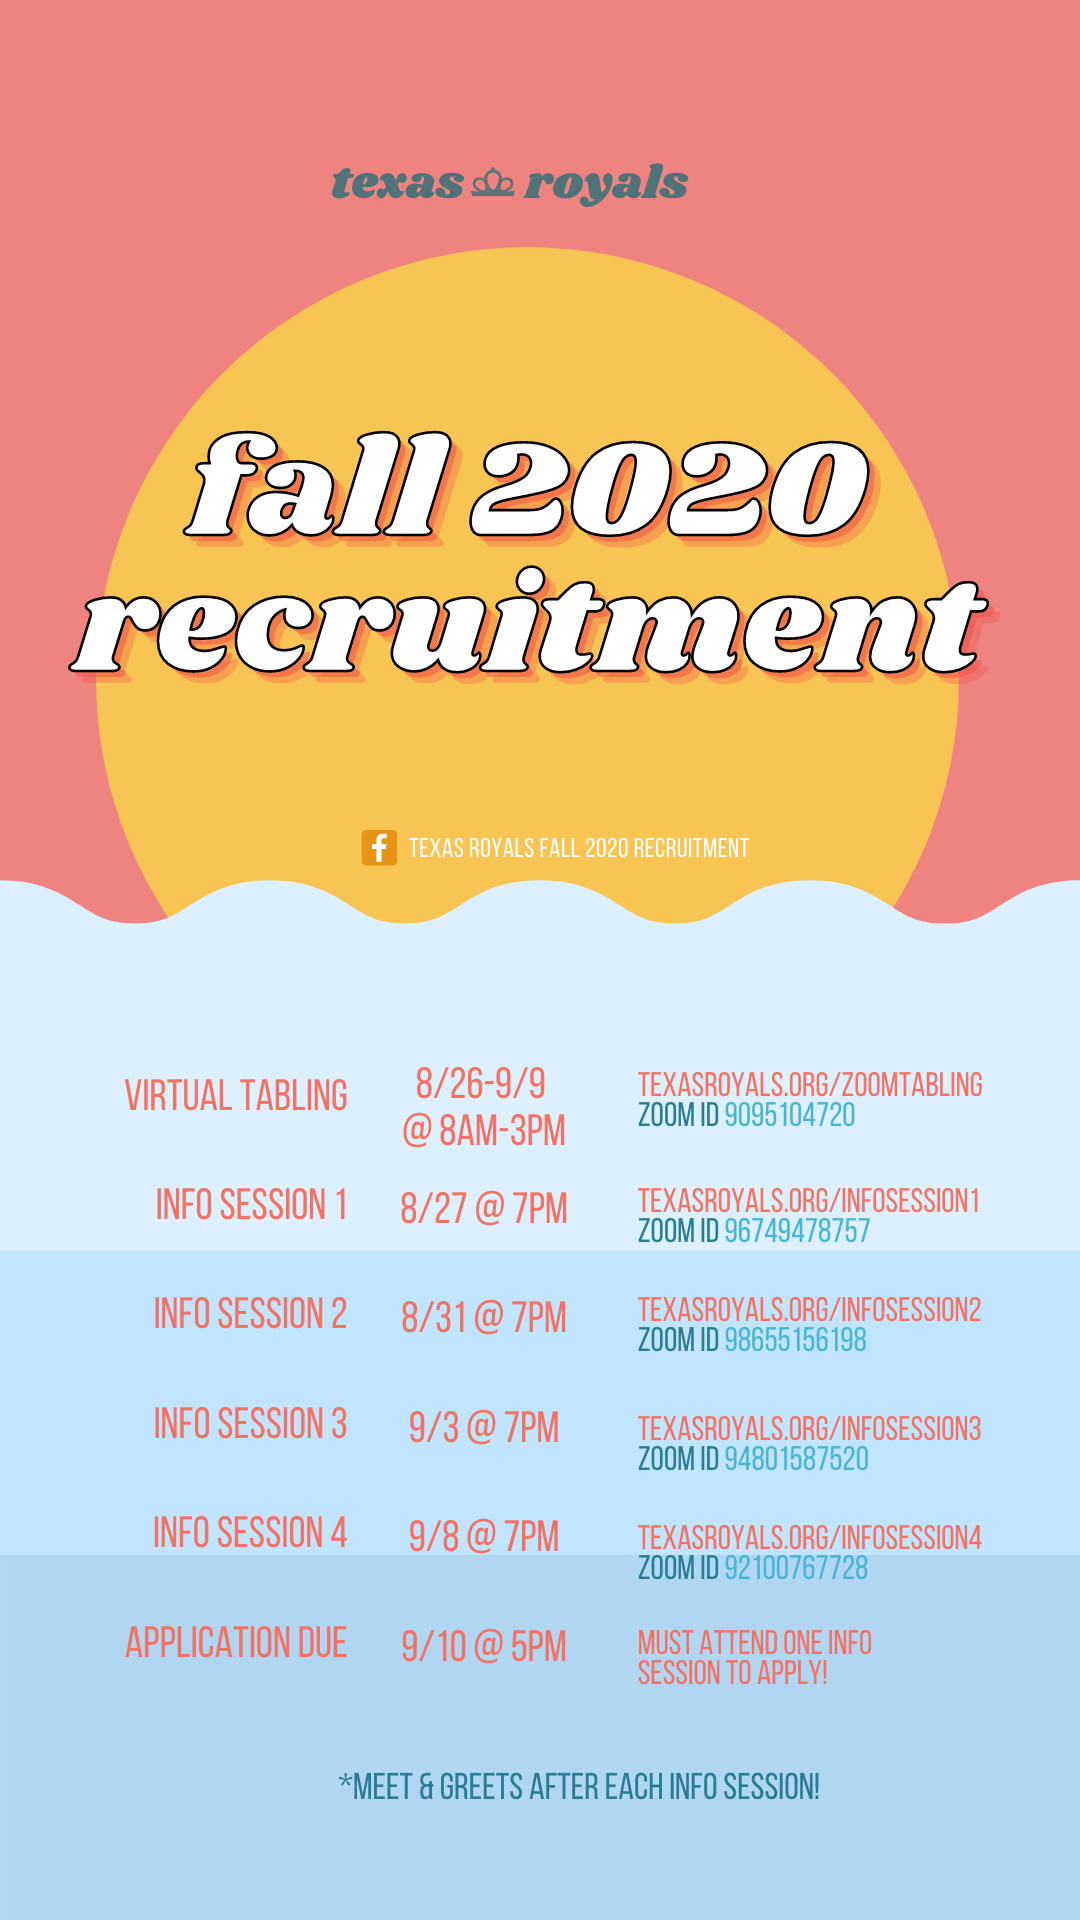 texas royals
fall 2020
recruitment
TEXAS ROYALS FALL 2020 RECRUITMENT
VIRTUAL TABLING
8/26-9/9
@ 8AM-3PM
TEXASROYALS.ORG/ZOOMTABLING
ZOOM ID 9095104720
INFO SESSION 1
8/27 @ 7PM
TEXASROYALS.ORG/INFOSESSION1
ZOOM ID 96749478757
INFO SESSION 2
8/31 @ 7PM
TEXASROYALS.ORG/INFOSESSION2
ZOOM ID 98655156198
INFO SESSION 3
9/3 @ 7PM
TEXASROYALS.ORG/INFOSESSION3
ZOOM ID 94801587520
INFO SESSION 4
9/8 @ 7PM
TEXASROYALS.ORG/INFOSESSION4
ZOOM ID 92100767728
APPLICATION DUE
9/10 @ 5PM
MUST ATTEND ONE INFO
SESSION TO APPLY!
*MEET & GREETS AFTER EACH INFO SESSION!